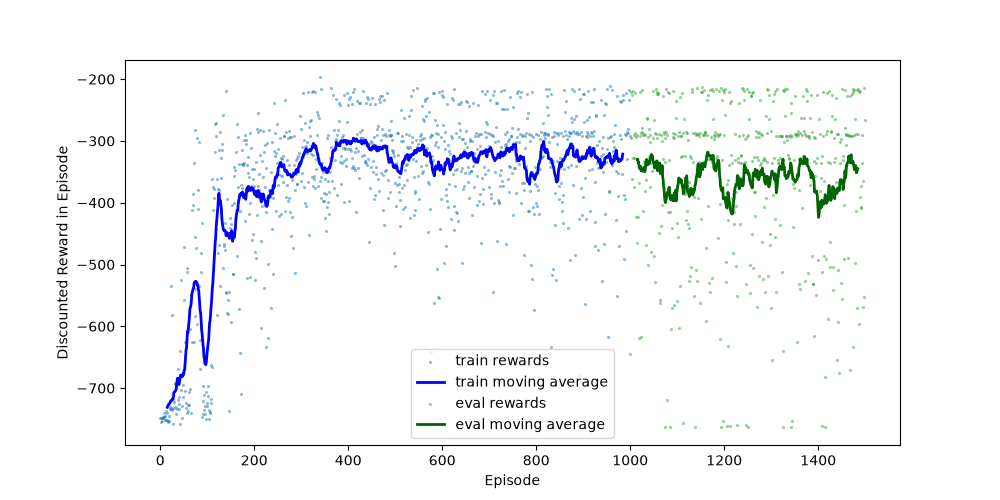 Discounted Reward in Episode
−200
−300
−400
−500
−600
−700
train rewards
train moving average
eval rewards
eval moving average
0 200 400 600 800 1000 1200 1400
Episode